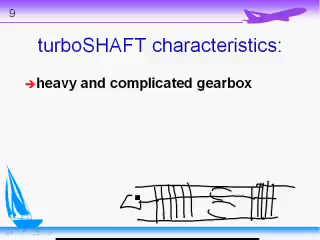 9
turboSHAFT characteristics:
➔heavy and complicated gearbox